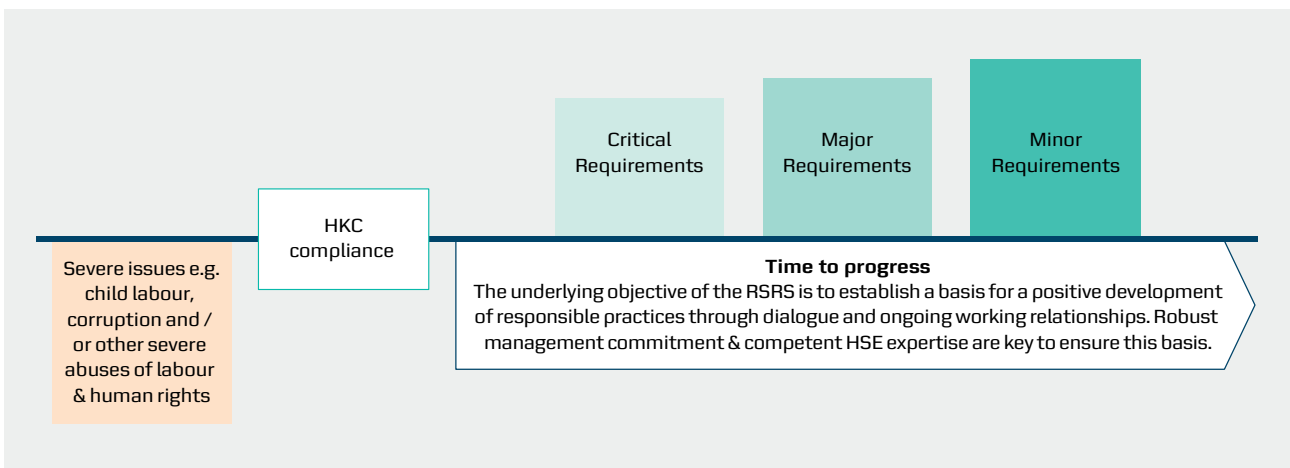 Critical
Requirements
Major
Requirements
Minor
Requirements
HKC
compliance
Severe issues e.g.
child labour,
corruption and /
or other severe
abuses of labour
& human rights
Time to progress
The underlying objective of the RSRS is to establish a basis for a positive development
of responsible practices through dialogue and ongoing working relationships. Robust
management commitment & competent HSE expertise are key to ensure this basis.